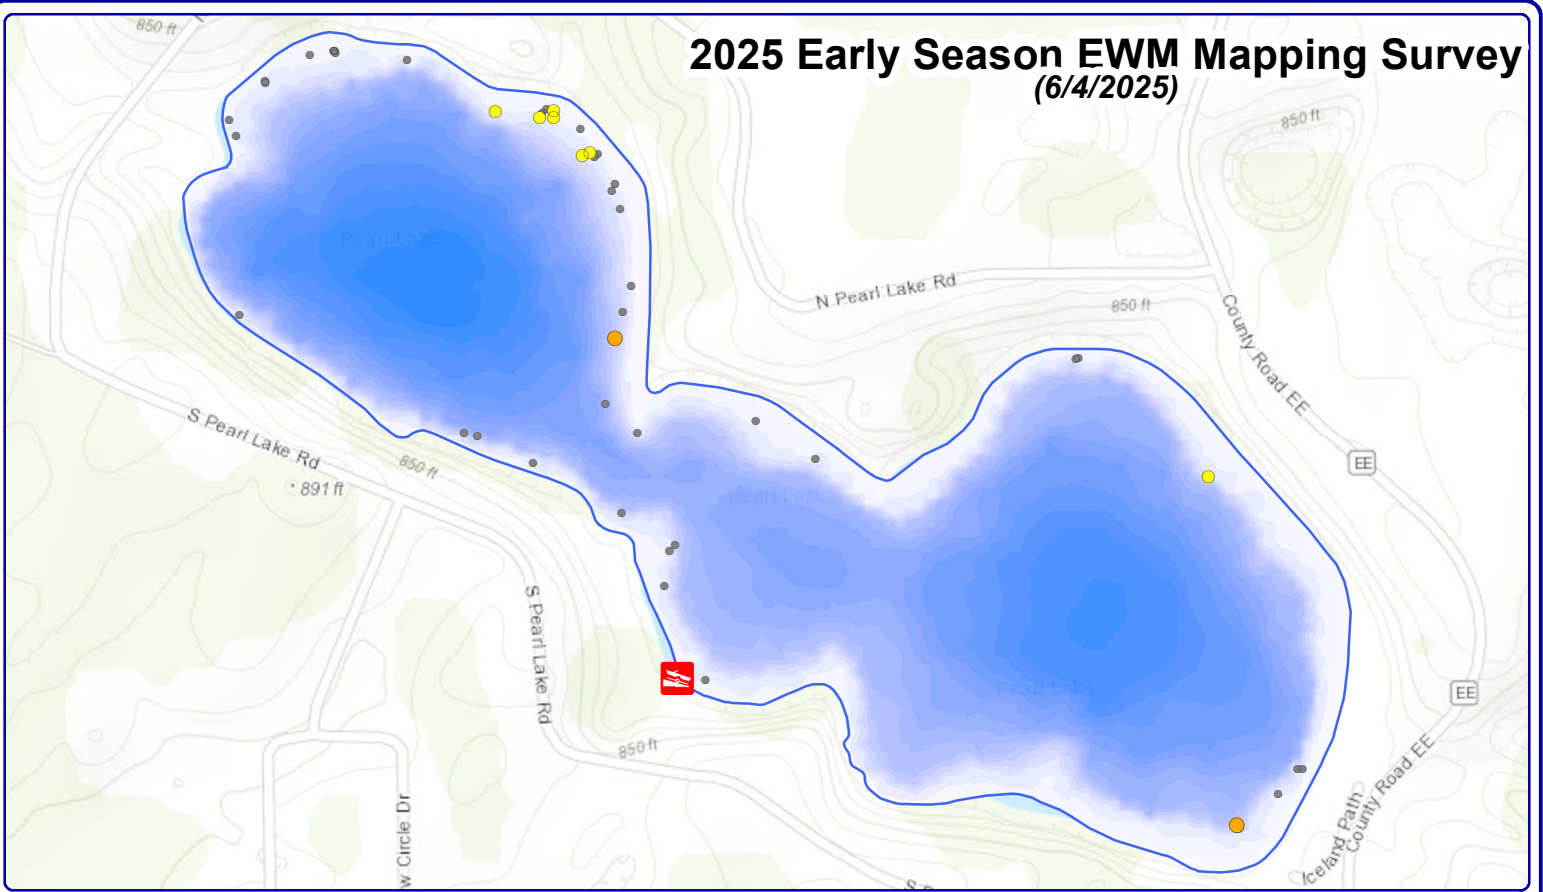 2025 Early Season EWM Mapping Survey
(6/4/2025)
850 ft
850 ft
Pearl Lake
N Pearl Lake Rd
850 ft
County Road EE
S Pearl Lake Rd
850 ft
891 ft
EE
Pearl Lake
S Pearl Lake Rd
Pearl Lake
EE
850 ft
County Road EE
Iceland Path
w Circle Dr